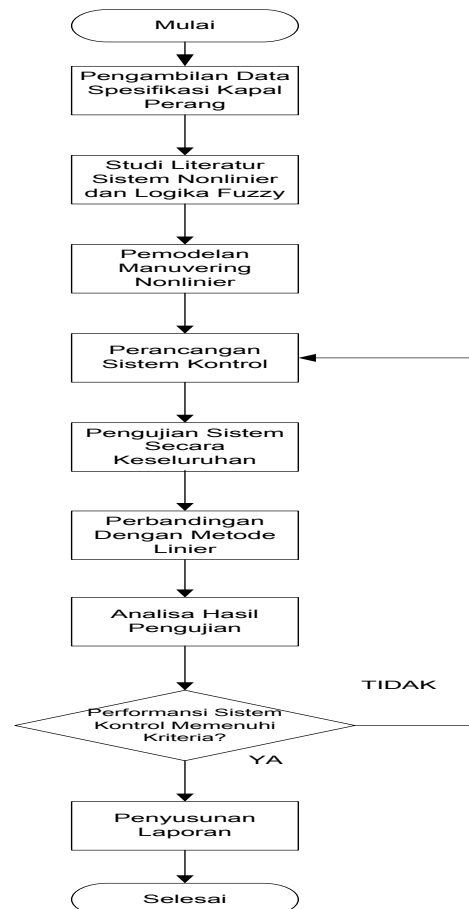 Mulai
Pengambilan Data
Spesifikasi Kapal
Perang
Studi Literatur
Sistem Nonlinier
dan Logika Fuzzy
Pemodelan
Manuvering
Nonlinier
Perancangan
Sistem Kontrol
Pengujian Sistem
Secara
Keseluruhan
Perbandingan
Dengan Metode
Linier
Analisa Hasil
Pengujian
TIDAK
Performansi Sistem
Kontrol Memenuhi
Kriteria?
YA
Penyusunan
Laporan
Selesai